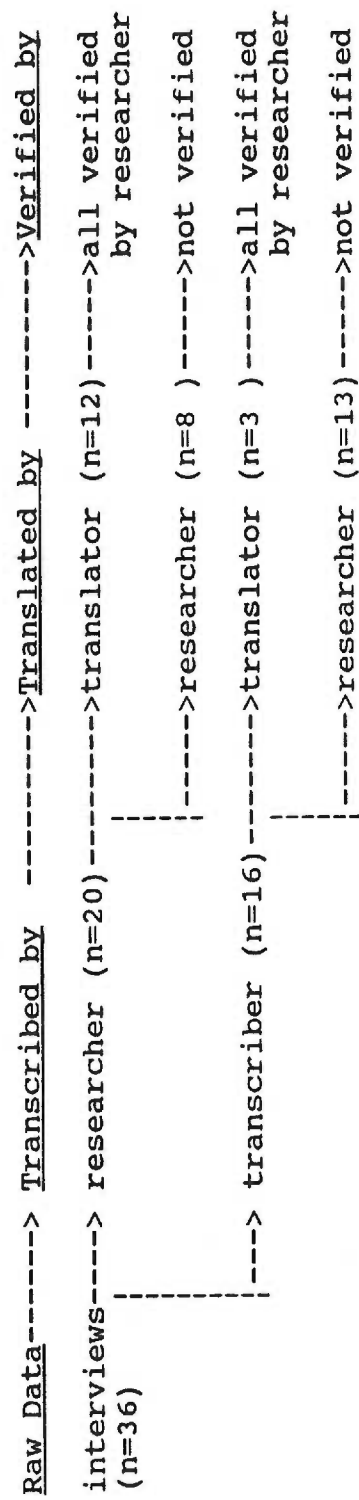 Raw Data-------> Transcribed by ---------->Translated by ---------->Verified by
interviews-----> researcher (n=20)--------->translator (n=12)------>all verified
(n=36) by researcher
------>researcher (n=8 )------>not verified
----> transcriber (n=16)-------->translator (n=3 )------>all verified
by researcher
------>researcher (n=13)------>not verified